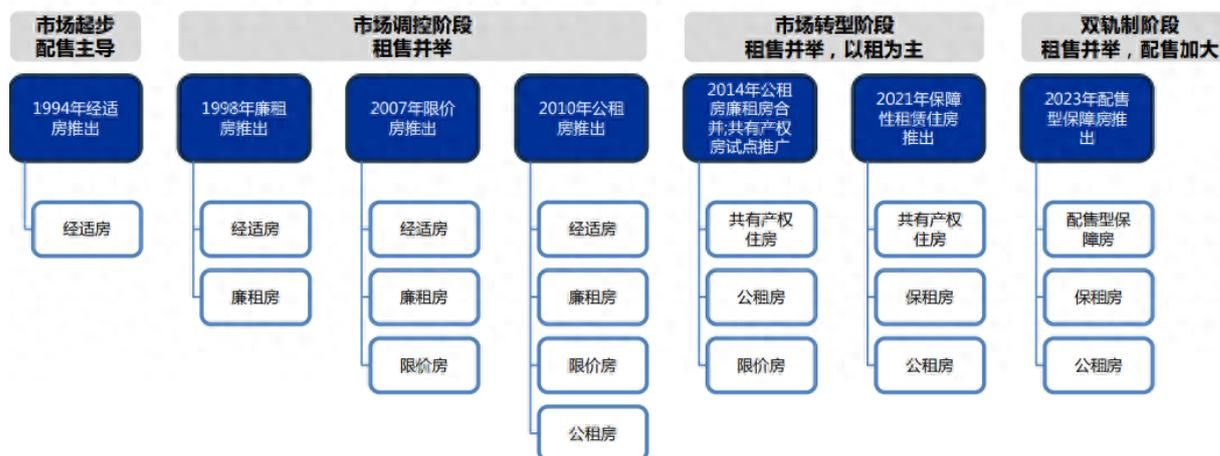 市场起步
配售主导
市场调控阶段
租售并举
市场转型阶段
租售并举，以租为主
双轨制阶段
租售并举，配售加大
1994年经适
房推出
1998年廉租
房推出
2007年限价
房推出
2010年公租
房推出
2014年公租
房廉租房合
并;共有产权
房试点推广
2021年保障
性租赁住房
推出
2023年配售
型保障房推
出
经适房
经适房
廉租房
经适房
廉租房
限价房
经适房
廉租房
限价房
公租房
共有产权
住房
公租房
限价房
共有产权
住房
保租房
公租房
配售型保
障房
保租房
公租房